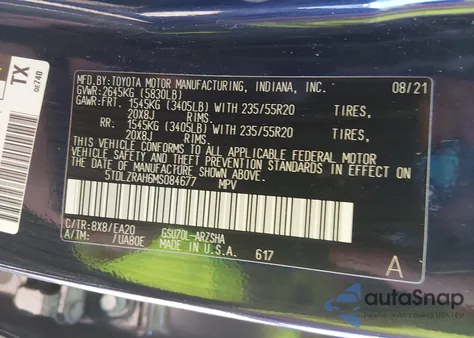 MFD.BY:TOYOTA MOTOR MANUFACTURING, INDIANA, INC. 08/21
GVWR:2645KG (5830LB)
GAWR:FRT. 1545KG (3405LB) WITH 235/55R20 TIRES,
20X8J RIMS.
RR: 1545KG (3405LB) WITH 235/55R20 TIRES,
20X8J RIMS.
THIS VEHICLE CONFORMS TO ALL APPLICABLE FEDERAL MOTOR
VEHICLE SAFETY AND BUMPER STANDARDS IN EFFECT ON THE
DATE OF MANUFACTURE SHOWN ABOVE.
5TDLZRAH6MS084677 MPV
C/TR:8X8/EA20 GSU70L-ARZSHA
A/TM: /UA80E MADE IN U.S.A. 617
A
TX
0E740
autoSnap